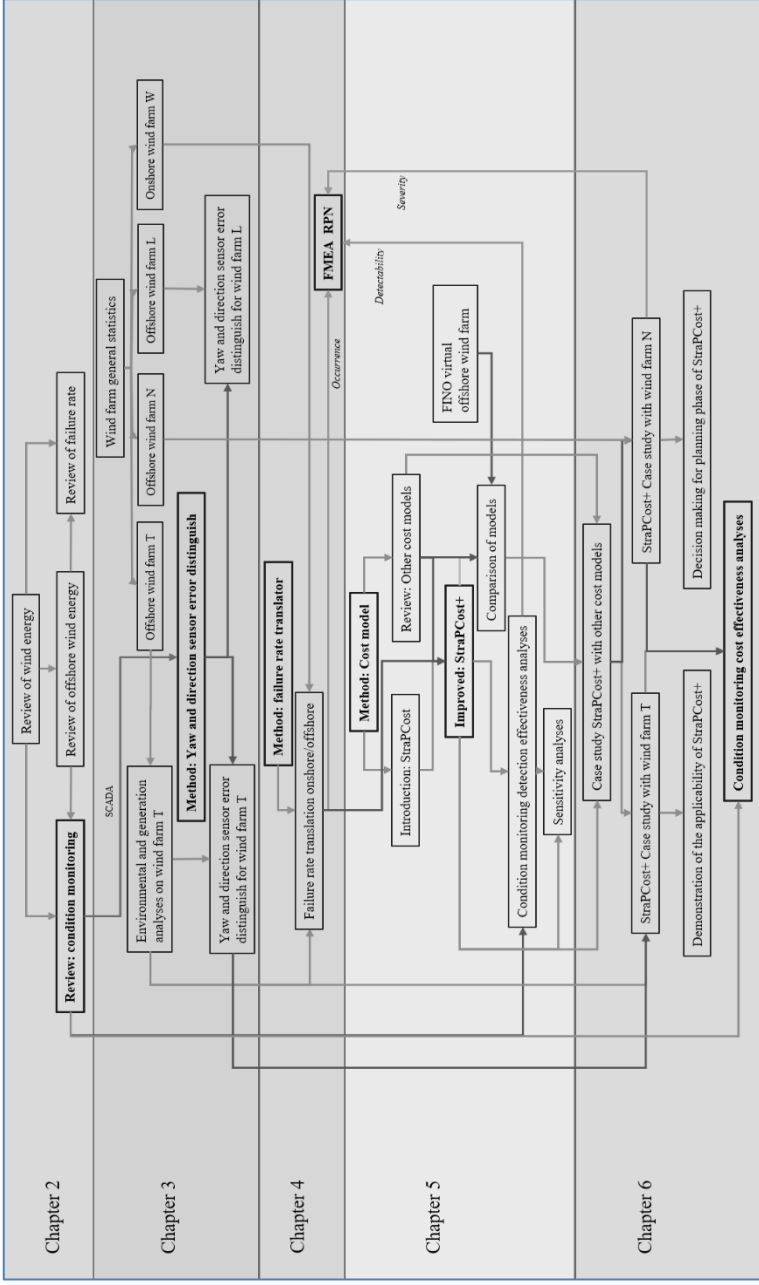 Chapter 2
Review of wind energy
Review: condition monitoring
Review of offshore wind energy
Review of failure rate
SCADA
Chapter 3
Wind farm general statistics
Environmental and generation
analyses on wind farm T
Offshore wind farm T
Offshore wind farm N
Offshore wind farm L
Onshore wind farm W
Method: Yaw and direction sensor error distinguish
Yaw and direction sensor error
distinguish for wind farm T
Yaw and direction sensor error
distinguish for wind farm L
Chapter 4
Method: failure rate translator
Failure rate translation onshore/offshore
FMEA RPN
Occurrence
Detectability
Severity
Chapter 5
Method: Cost model
Introduction: StraPCost
Review: Other cost models
FINO virtual
offshore wind farm
Improved: StraPCost+
Comparison of models
Condition monitoring detection effectiveness analyses
Sensitivity analyses
Chapter 6
Case study StraPCost+ with other cost models
StraPCost+ Case study with wind farm T
StraPCost+ Case study with wind farm N
Demonstration of the applicability of StraPCost+
Decision making for planning phase of StraPCost+
Condition monitoring cost effectiveness analyses